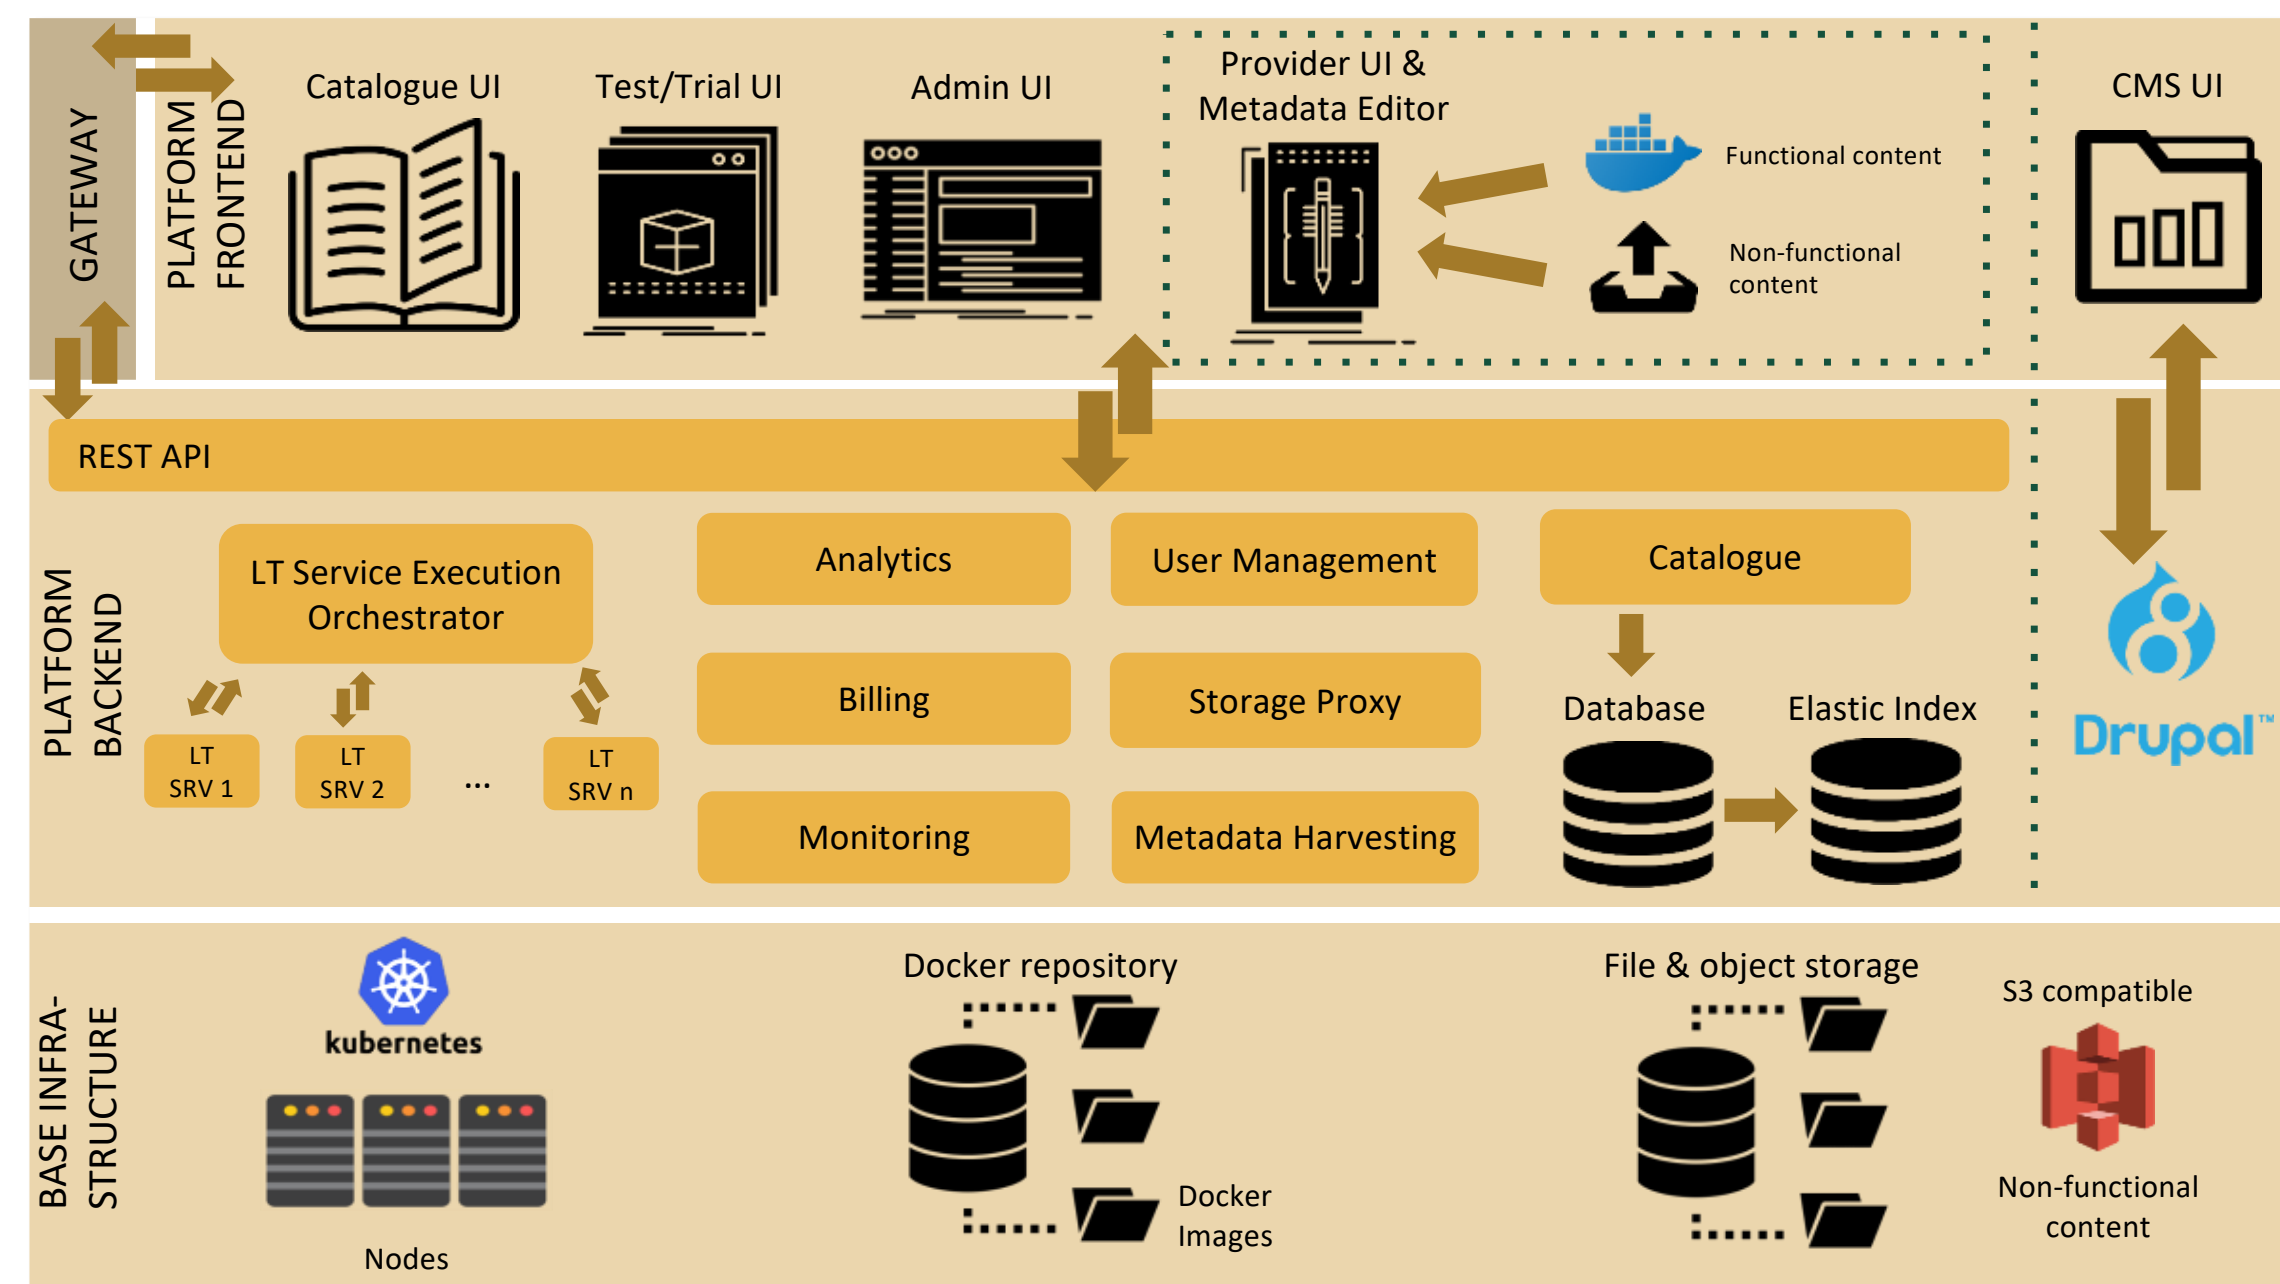 GATEWAY
PLATFORM
FRONTEND
Catalogue UI
Test/Trial UI
Admin UI
Provider UI &
Metadata Editor
Functional content
Non-functional
content
CMS UI
REST API
PLATFORM
BACKEND
LT Service Execution
Orchestrator
LT
SRV 1
LT
SRV 2
...
LT
SRV n
Analytics
User Management
Catalogue
Billing
Storage Proxy
Database
Elastic Index
Monitoring
Metadata Harvesting
Drupal™
BASE INFRA-
STRUCTURE
kubernetes
Nodes
Docker repository
Docker
Images
File & object storage
S3 compatible
Non-functional
content